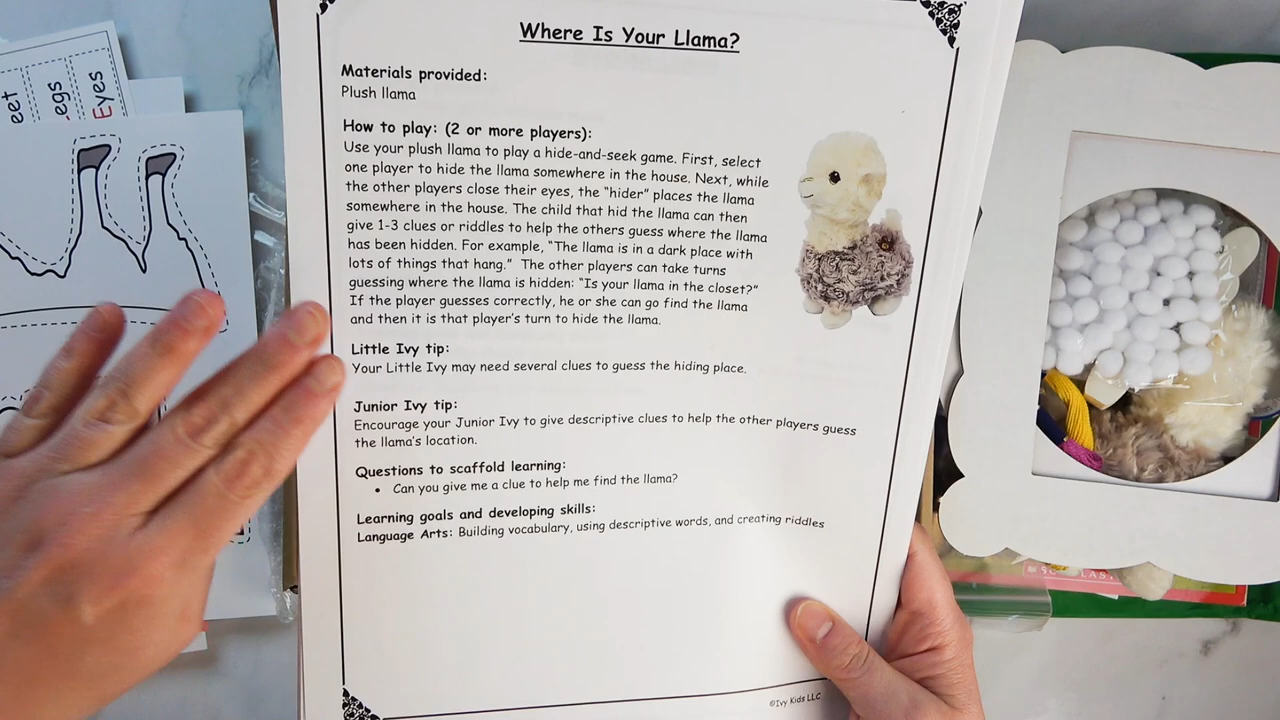 Where Is Your Llama?
Materials provided:
Plush llama
How to play: (2 or more players):
Use your plush llama to play a hide-and-seek game. First, select
one player to hide the llama somewhere in the house. Next, while
the other players close their eyes, the "hider" places the llama
somewhere in the house. The child that hid the llama can then
give 1-3 clues or riddles to help the others guess where the llama
has been hidden. For example, "The llama is in a dark place with
lots of things that hang." The other players can take turns
guessing where the llama is hidden: "Is your llama in the closet?"
If the player guesses correctly, he or she can go find the llama
and then it is that player's turn to hide the llama.
Little Ivy tip:
Your Little Ivy may need several clues to guess the hiding place.
Junior Ivy tip:
Encourage your Junior Ivy to give descriptive clues to help the other players guess
the llama's location.
Questions to scaffold learning:
• Can you give me a clue to help me find the llama?
Learning goals and developing skills:
Language Arts: Building vocabulary, using descriptive words, and creating riddles
©Ivy Kids LLC
Eyes